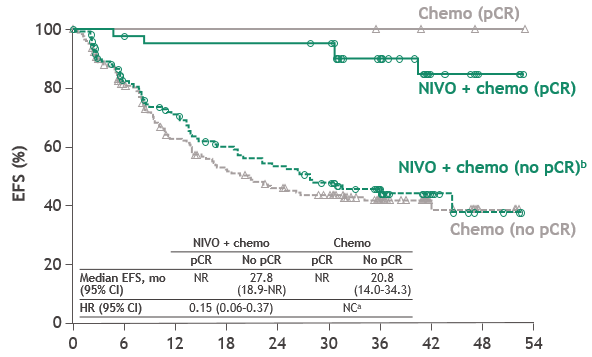 Chemo (pCR)
100
80
NIVO + chemo (pCR)
60
EFS (%)
NIVO + chemo (no pCR)ᵇ
40
Chemo (no pCR)
NIVO + chemo Chemo
pCR No pCR pCR No pCR
20
Median EFS, mo NR 27.8 NR 20.8
(95% CI) (18.9-NR) (14.0-34.3)
HR (95% CI) 0.15 (0.06-0.37) NCᵃ
0
0 6 12 18 24 30 36 42 48 54